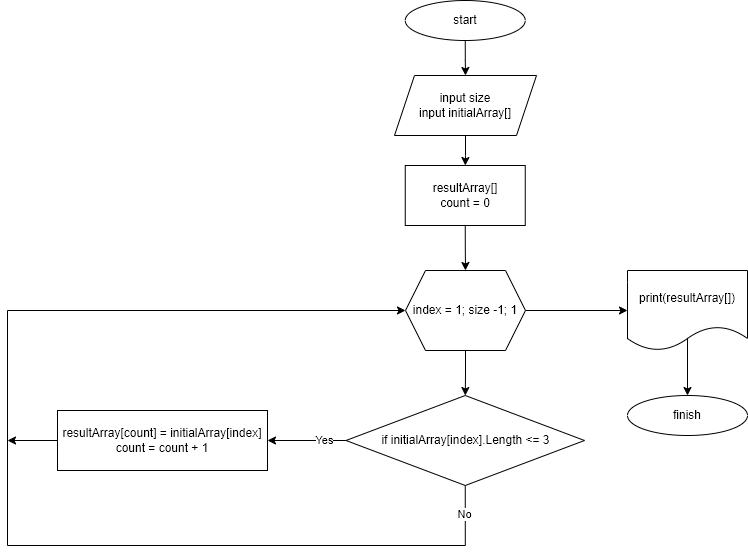 start
input size
input initialArray[]
resultArray[]
count = 0
index = 1; size -1; 1
print(resultArray[])
resultArray[count] = initialArray[index]
count = count + 1
Yes
if initialArray[index].Length <= 3
finish
No